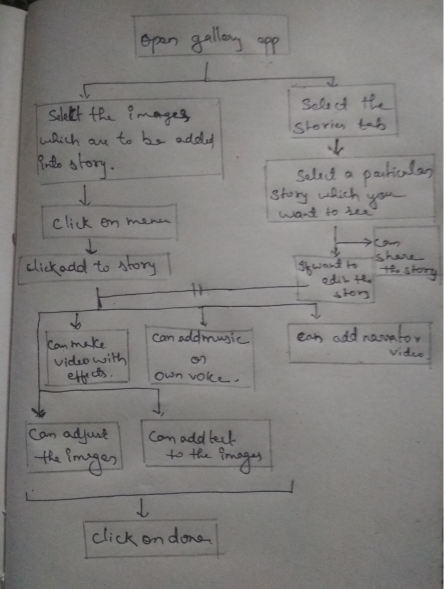 Open gallery app
Select the images
which are to be added
into story.
Click on menu
click add to story
Select the
Stories tab
Select a particular
story which you
want to see
can
share
the story
If want to
edit the
story
Can make
video with
effects.
Can add music
or
own voice.
can add narrator
video
Can adjust
the images
Can add text
to the images
click on done